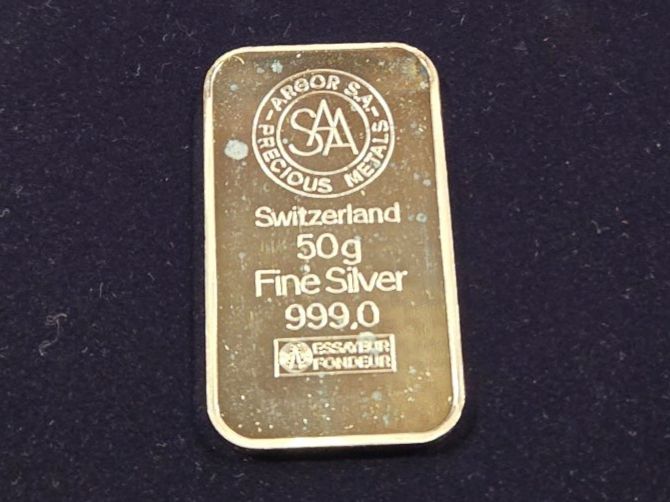 ARGOR S.A.
PRECIOUS METALS
SAA
Switzerland
50g
Fine Silver
999,0
ESSAYEUR
FONDEUR